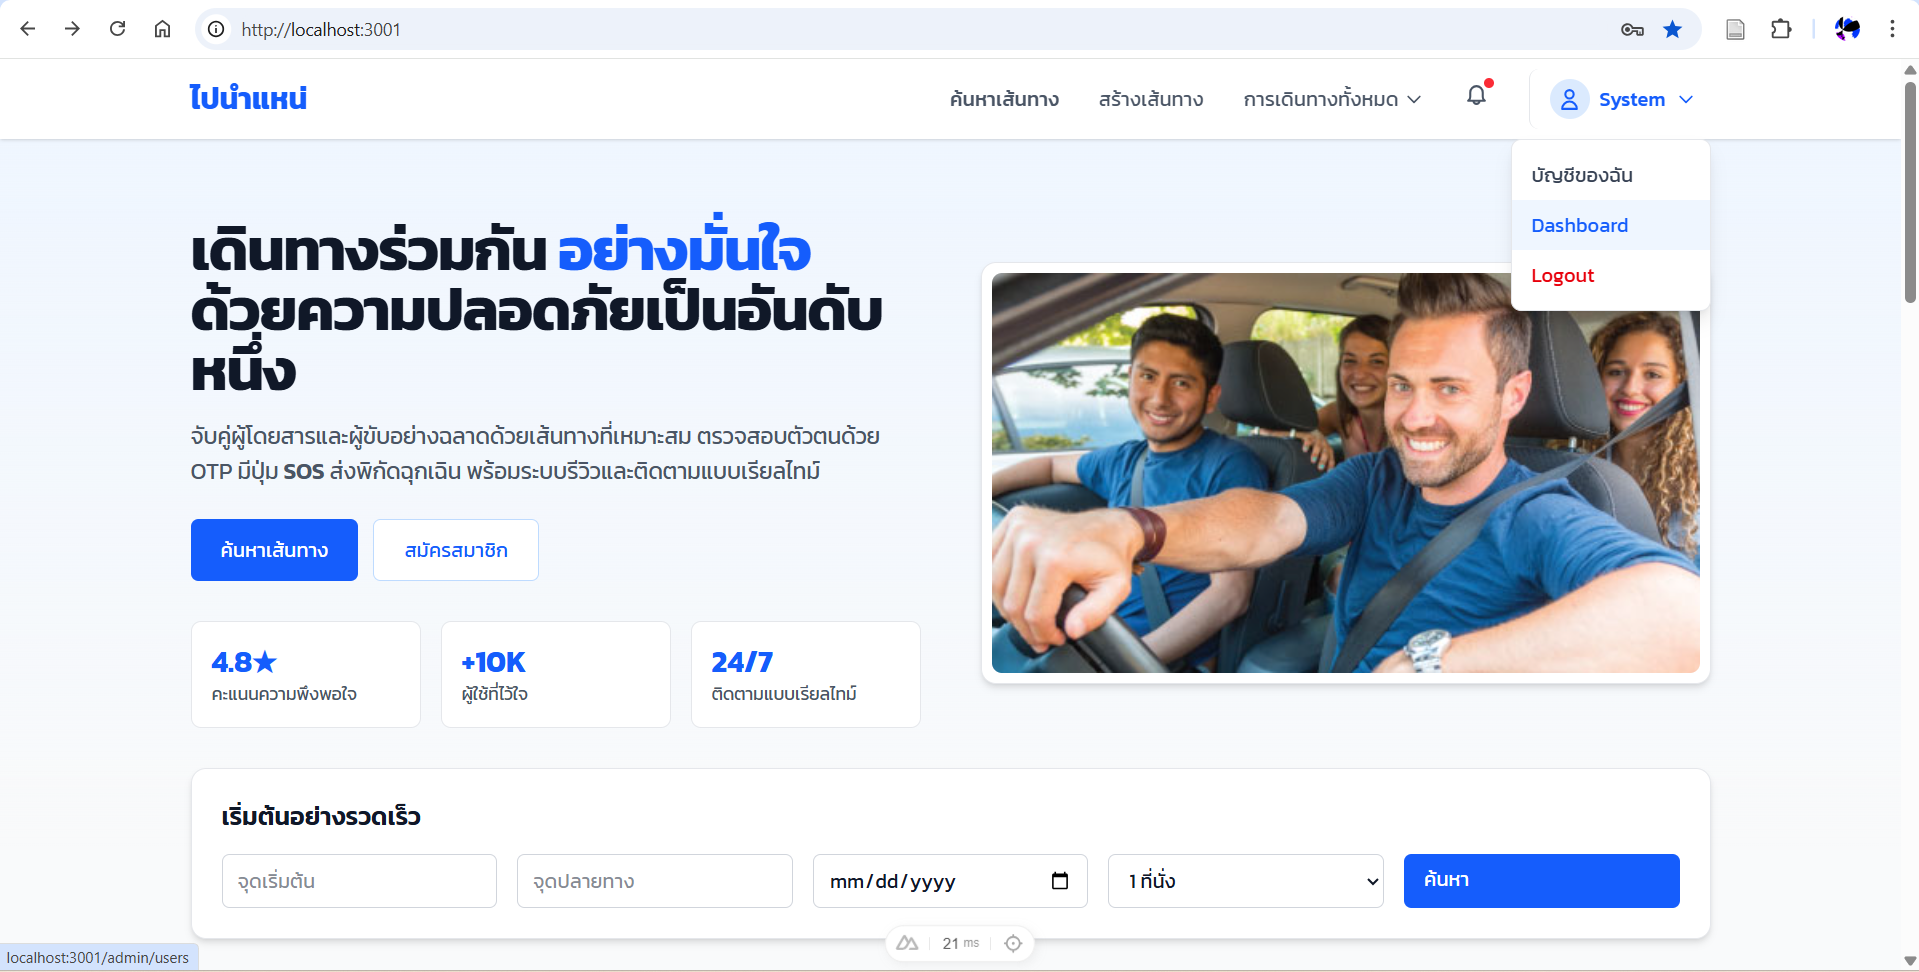 http://localhost:3001
ไปนำแหน่
ค้นหาเส้นทาง
สร้างเส้นทาง
การเดินทางทั้งหมด
System
บัญชีของฉัน
Dashboard
Logout
เดินทางร่วมกัน อย่างมั่นใจ
ด้วยความปลอดภัยเป็นอันดับ
หนึ่ง
จับคู่ผู้โดยสารและผู้ขับอย่างฉลาดด้วยเส้นทางที่เหมาะสม ตรวจสอบตัวตนด้วย
OTP มีปุ่ม SOS ส่งพิกัดฉุกเฉิน พร้อมระบบรีวิวและติดตามแบบเรียลไทม์
ค้นหาเส้นทาง
สมัครสมาชิก
4.8★
คะแนนความพึงพอใจ
+10K
ผู้ใช้ที่ไว้ใจ
24/7
ติดตามแบบเรียลไทม์
เริ่มต้นอย่างรวดเร็ว
จุดเริ่มต้น
จุดปลายทาง
mm/dd/yyyy
1 ที่นั่ง
ค้นหา
21 ms
localhost:3001/admin/users